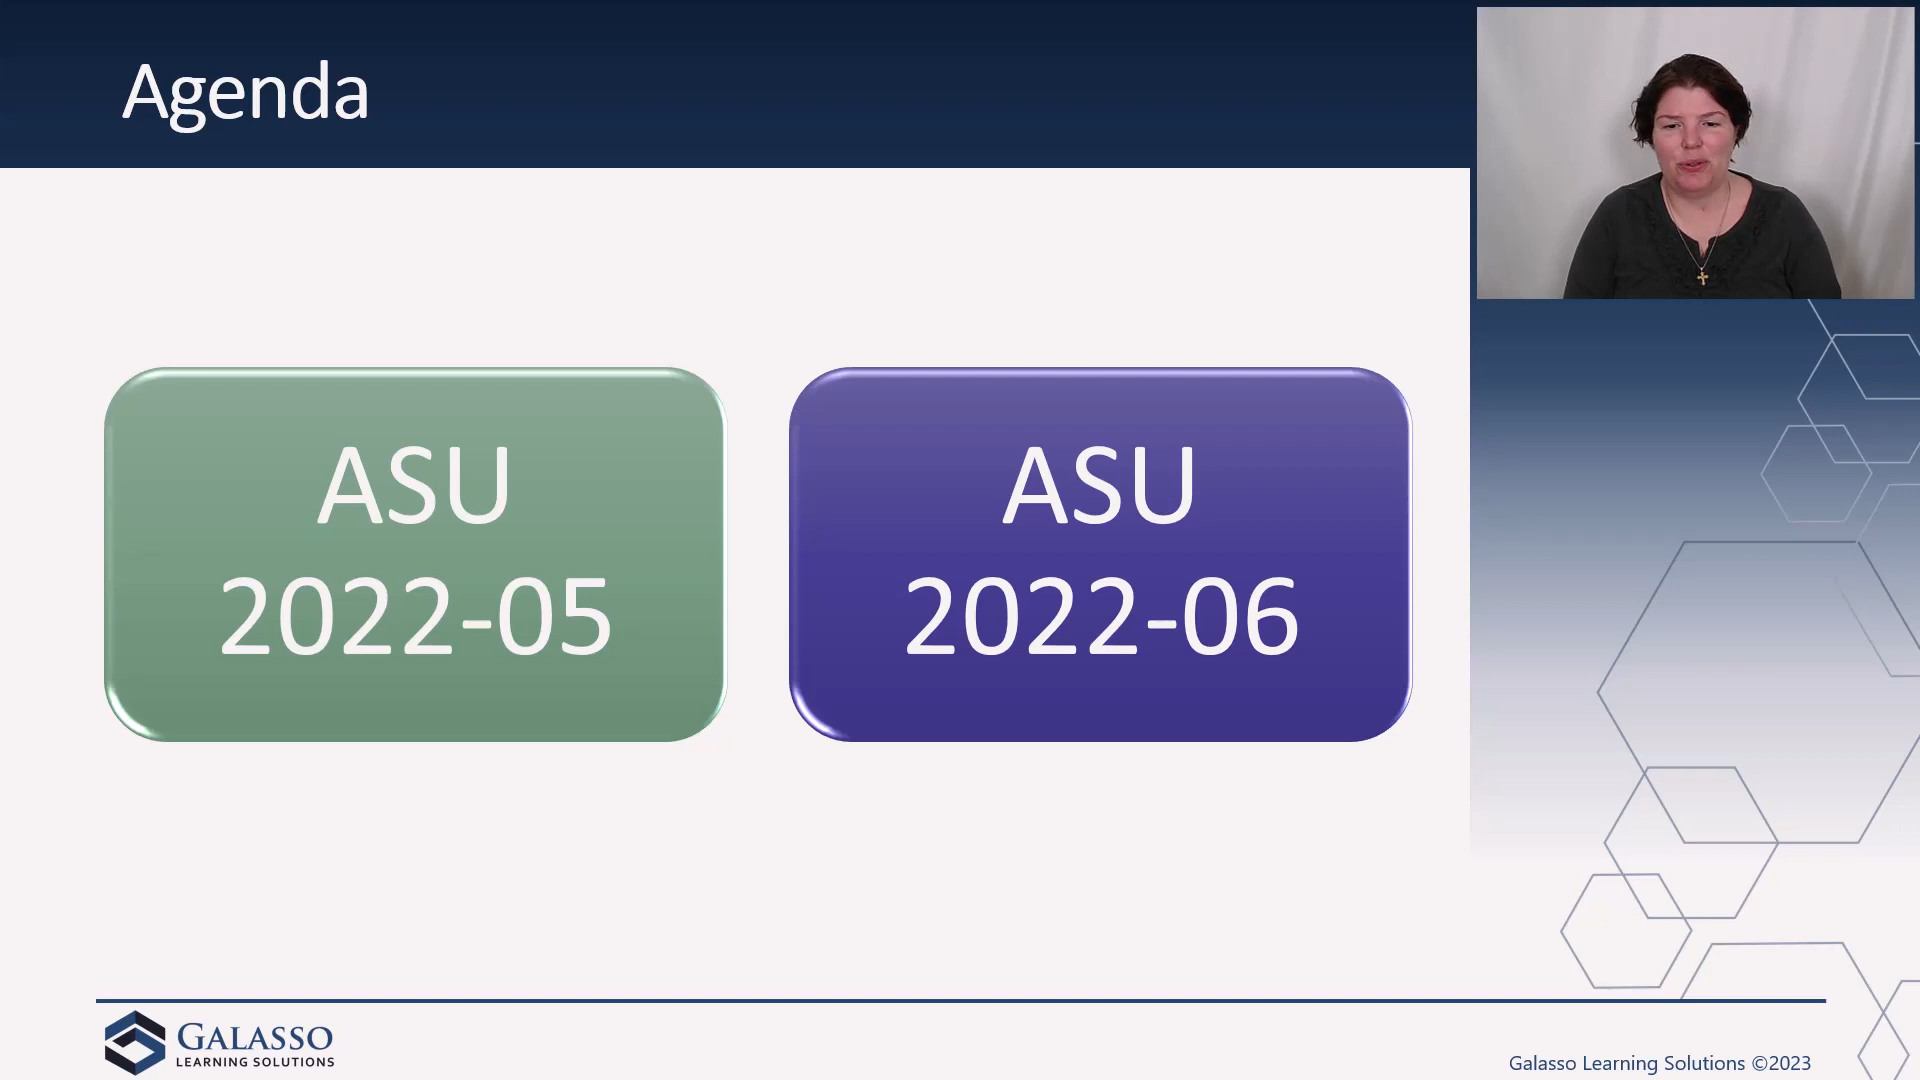 Agenda
ASU
2022-05
ASU
2022-06
GALASSO
LEARNING SOLUTIONS
Galasso Learning Solutions ©2023